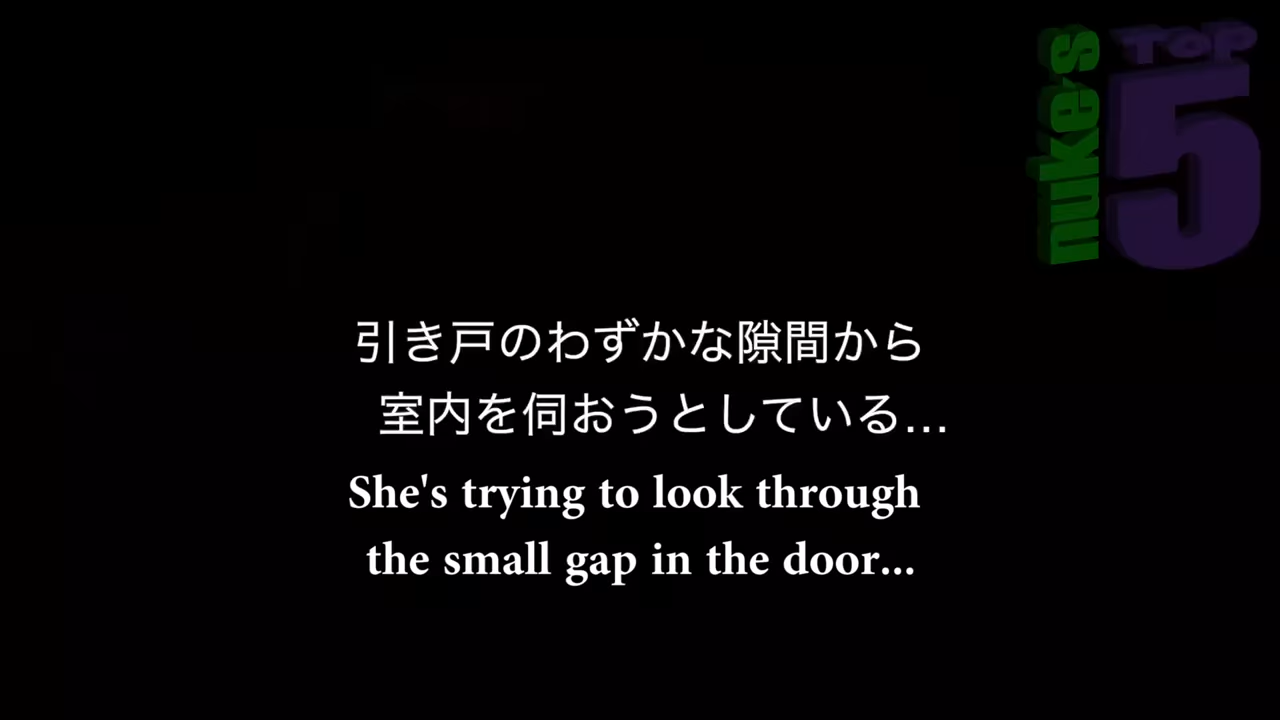 nuke's
Top
5
引き戸のわずかな隙間から
室内を伺おうとしている…
She's trying to look through
the small gap in the door...